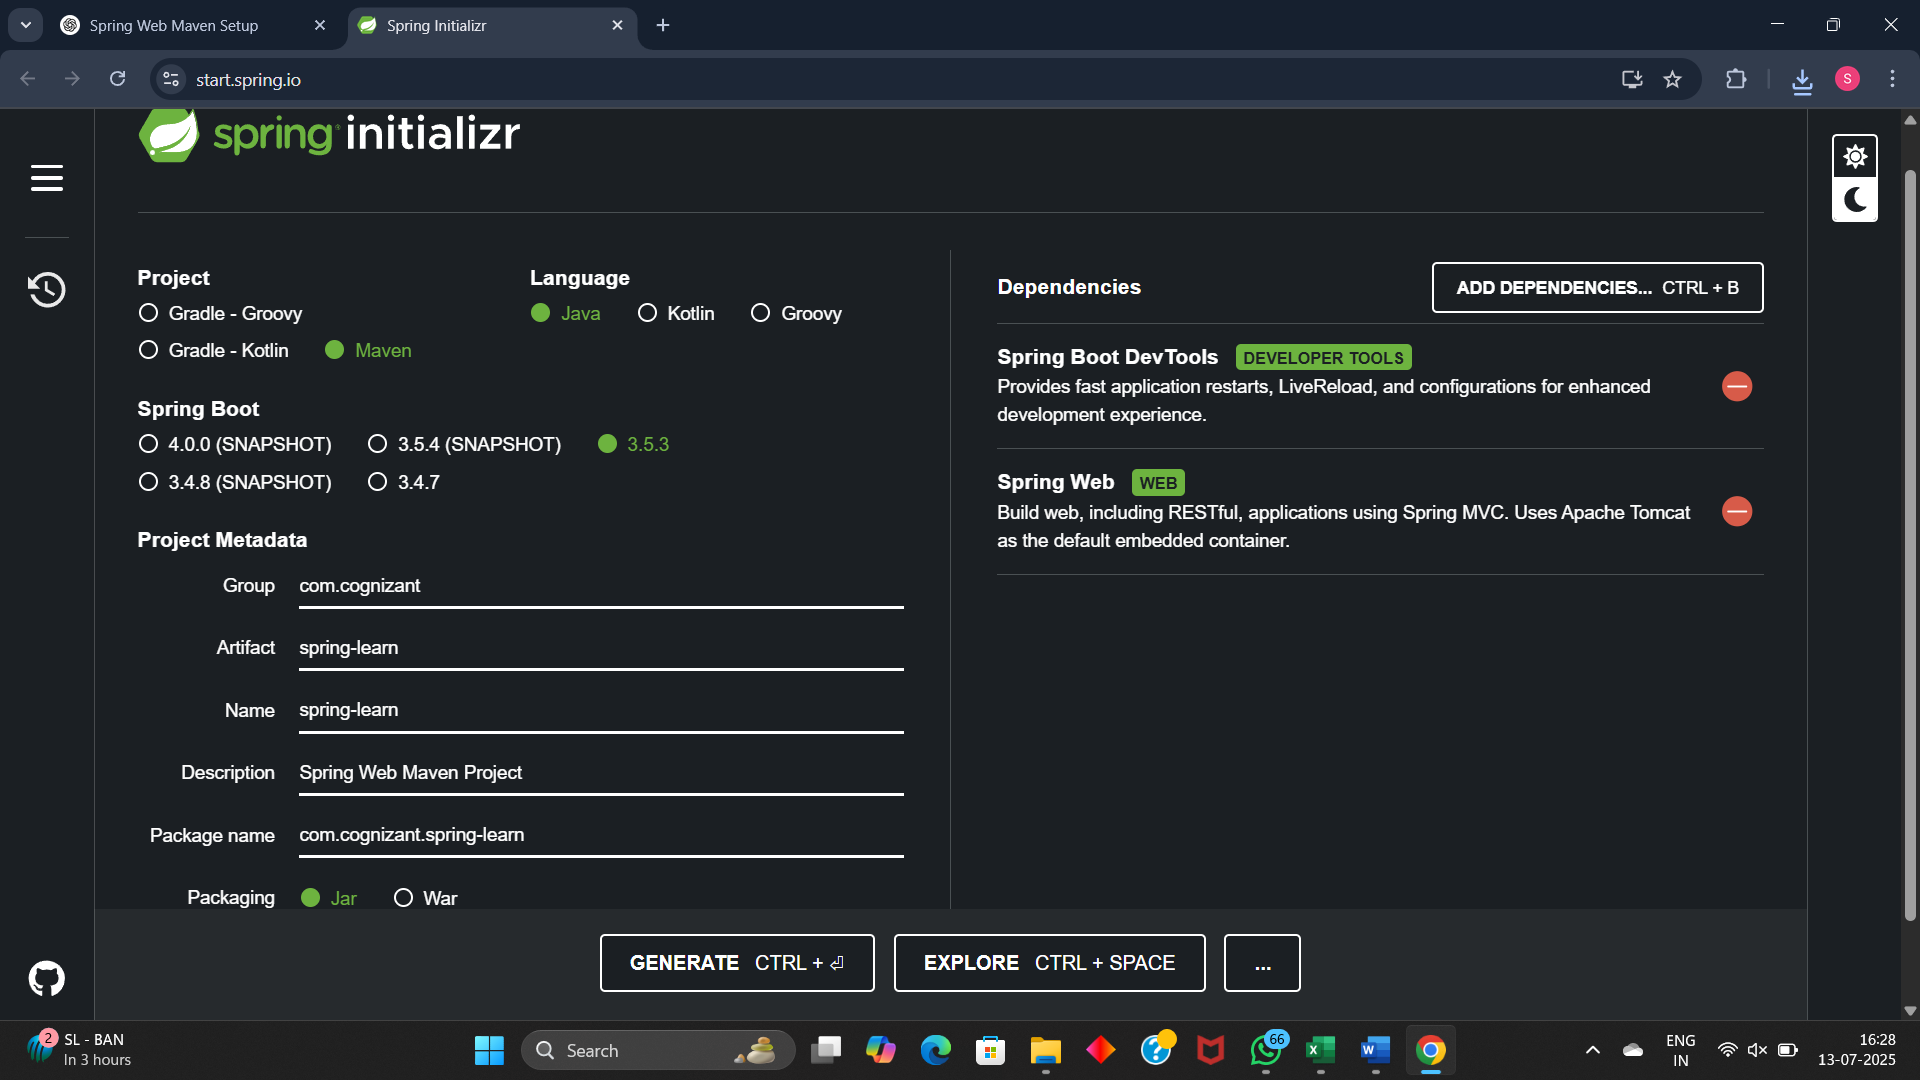 Spring Web Maven Setup
Spring Initializr
start.spring.io
S
spring initializr
Project
Gradle - Groovy
Gradle - Kotlin
Maven
Language
Java
Kotlin
Groovy
Spring Boot
4.0.0 (SNAPSHOT)
3.5.4 (SNAPSHOT)
3.5.3
3.4.8 (SNAPSHOT)
3.4.7
Project Metadata
Group
com.cognizant
Artifact
spring-learn
Name
spring-learn
Description
Spring Web Maven Project
Package name
com.cognizant.spring-learn
Packaging
Jar
War
Dependencies
ADD DEPENDENCIES... CTRL + B
Spring Boot DevTools DEVELOPER TOOLS
Provides fast application restarts, LiveReload, and configurations for enhanced
development experience.
Spring Web WEB
Build web, including RESTful, applications using Spring MVC. Uses Apache Tomcat
as the default embedded container.
GENERATE CTRL + ⏎
EXPLORE CTRL + SPACE
...
2
SL - BAN
In 3 hours
Search
66
ENG
IN
16:28
13-07-2025